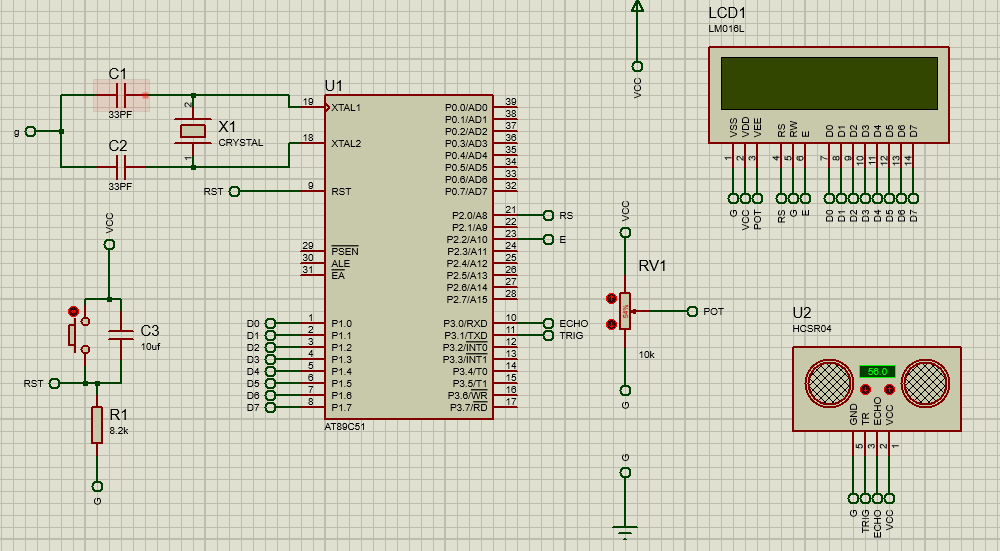 C1
33PF
g
X1
CRYSTAL
2
1
C2
33PF
RST
U1
19 XTAL1
18 XTAL2
9 RST
29 PSEN
30 ALE
31 EA
D0 1 P1.0
D1 2 P1.1
D2 3 P1.2
D3 4 P1.3
D4 5 P1.4
D5 6 P1.5
D6 7 P1.6
D7 8 P1.7
P0.0/AD0 39
P0.1/AD1 38
P0.2/AD2 37
P0.3/AD3 36
P0.4/AD4 35
P0.5/AD5 34
P0.6/AD6 33
P0.7/AD7 32
P2.0/A8 21 RS
P2.1/A9 22
P2.2/A10 23 E
P2.3/A11 24
P2.4/A12 25
P2.5/A13 26
P2.6/A14 27
P2.7/A15 28
P3.0/RXD 10 ECHO
P3.1/TXD 11 TRIG
P3.2/INT0 12
P3.3/INT1 13
P3.4/T0 14
P3.5/T1 15
P3.6/WR 16
P3.7/RD 17
AT89C51
VCC
C3
10uf
RST
R1
8.2k
G
VCC
VCC
RV1
54%
POT
10k
G
G
LCD1
LM016L
VSS VDD VEE RS RW E D0 D1 D2 D3 D4 D5 D6 D7
1 2 3 4 5 6 7 8 9 10 11 12 13 14
G VCC POT RS G E D0 D1 D2 D3 D4 D5 D6 D7
U2
HCSR04
56.0
GND TR ECHO VCC
5 3 2 1
G TRIG ECHO VCC